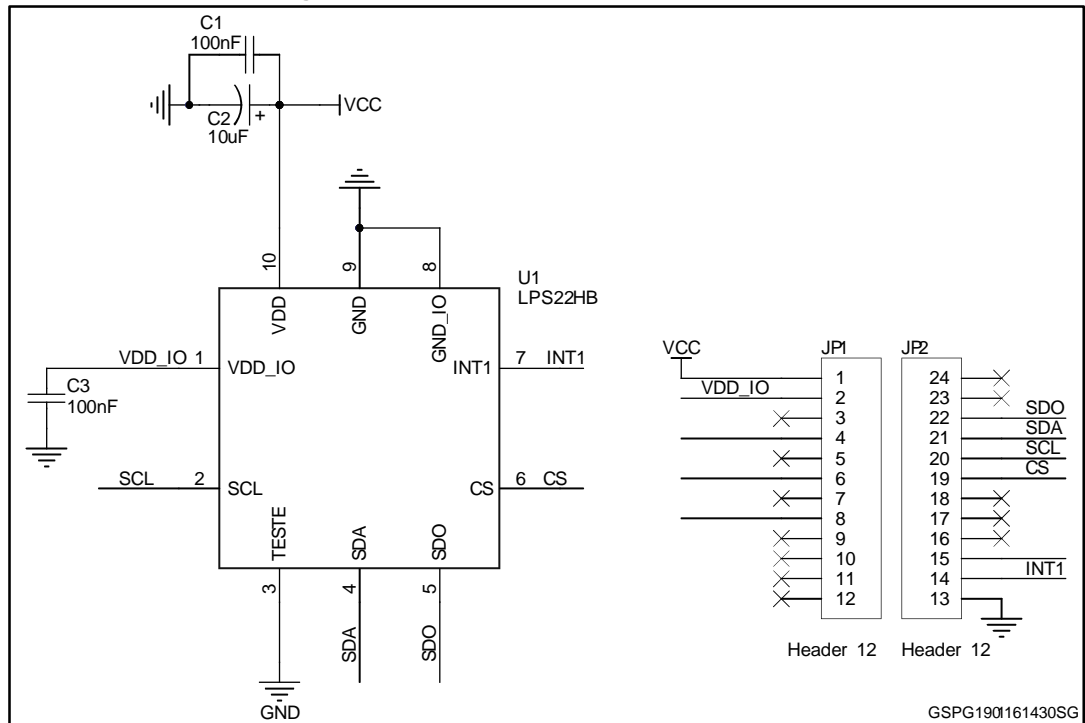 C1
100nF
VCC
C2
+
10uF
10
9
8
U1
LPS22HB
VDD
GND
GND_IO
VDD_IO 1
VDD_IO
INT1
7 INT1
C3
100nF
SCL 2
SCL
CS
6 CS
TESTE
SDA
SDO
3
4
5
SDA
SDO
GND
VCC
VDD_IO
JP1
1
2
3
4
5
6
7
8
9
10
11
12
Header 12
JP2
24
23
22 SDO
21 SDA
20 SCL
19 CS
18
17
16
15
14 INT1
13
Header 12
GSPG1901161430SG